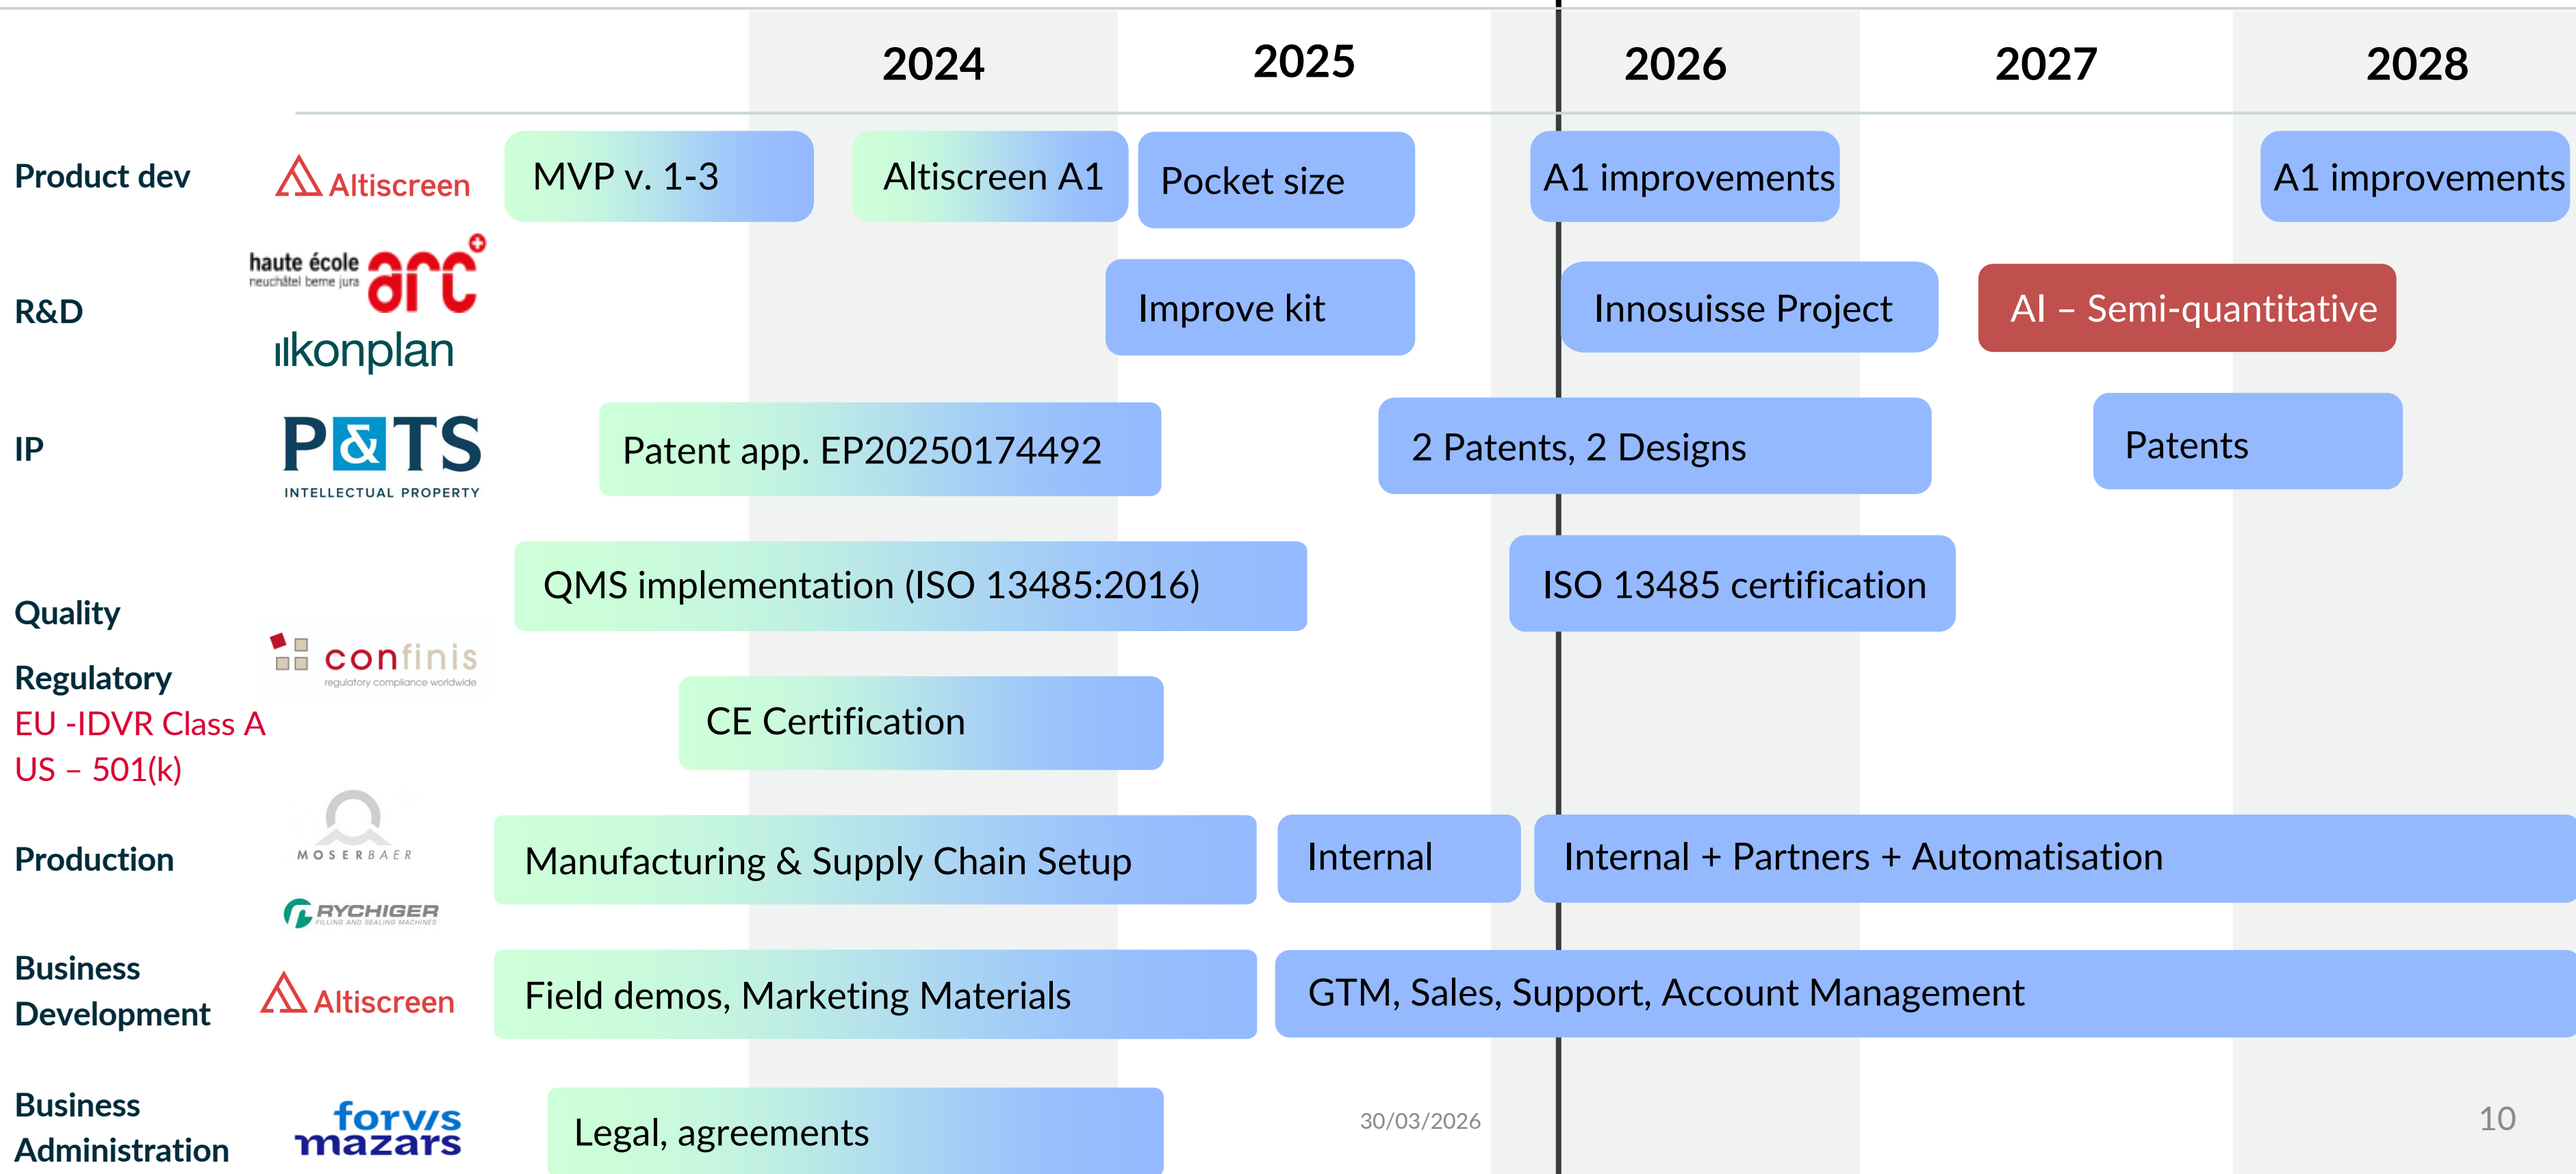 2024 2025 2026 2027 2028
Product dev Altiscreen MVP v. 1-3 Altiscreen A1 Pocket size A1 improvements A1 improvements
haute école arc
neuchâtel berne jura
R&D Improve kit Innosuisse Project AI – Semi-quantitative
konplan
IP P&TS Patent app. EP20250174492 2 Patents, 2 Designs Patents
INTELLECTUAL PROPERTY
QMS implementation (ISO 13485:2016) ISO 13485 certification
Quality
confinis
regulatory compliance worldwide
Regulatory
EU -IDVR Class A CE Certification
US – 501(k)
MOSERBAER
Production Manufacturing & Supply Chain Setup Internal Internal + Partners + Automatisation
RYCHIGER
FILLING AND SEALING MACHINES
Business
Development Altiscreen Field demos, Marketing Materials GTM, Sales, Support, Account Management
Business
Administration forvis
mazars Legal, agreements 30/03/2026 10